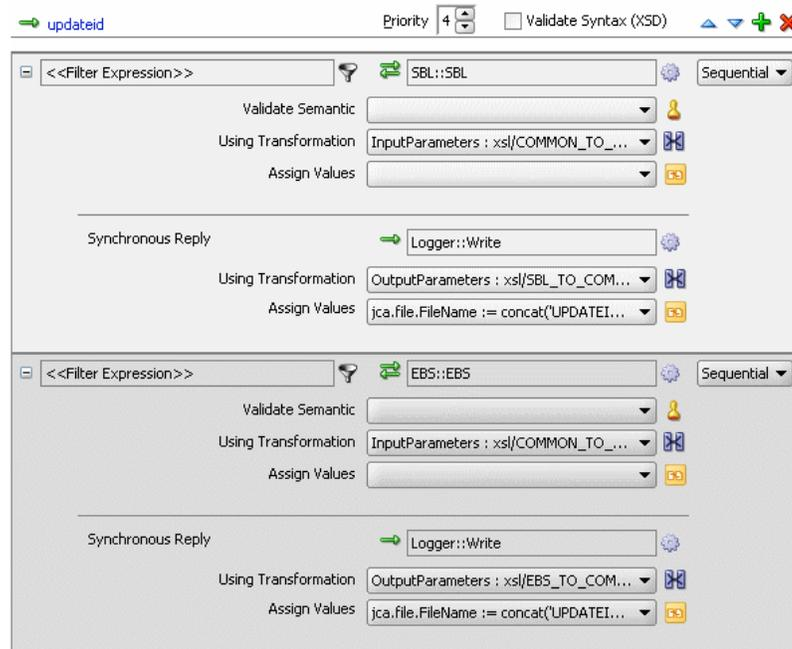 updateid Priority 4 Validate Syntax (XSD)
<<Filter Expression>> SBL::SBL Sequential
Validate Semantic
Using Transformation InputParameters : xsl/COMMON_TO_...
Assign Values
Synchronous Reply Logger::Write
Using Transformation OutputParameters : xsl/SBL_TO_COM...
Assign Values jca.file.FileName := concat('UPDATEI...
<<Filter Expression>> EBS::EBS Sequential
Validate Semantic
Using Transformation InputParameters : xsl/COMMON_TO_...
Assign Values
Synchronous Reply Logger::Write
Using Transformation OutputParameters : xsl/EBS_TO_COM...
Assign Values jca.file.FileName := concat('UPDATEI...